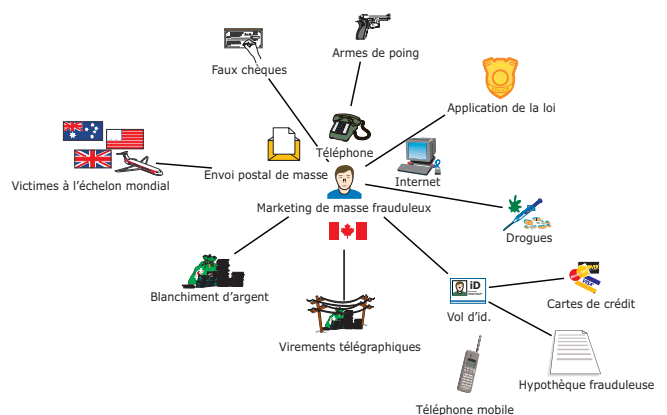 Armes de poing
Faux chèques
Application de la loi
Téléphone
Envoi postal de masse
Internet
Victimes à l'échelon mondial
Marketing de masse frauduleux
Drogues
Blanchiment d'argent
iD
Cartes de crédit
Vol d'id.
Virements télégraphiques
Hypothèque frauduleuse
Téléphone mobile